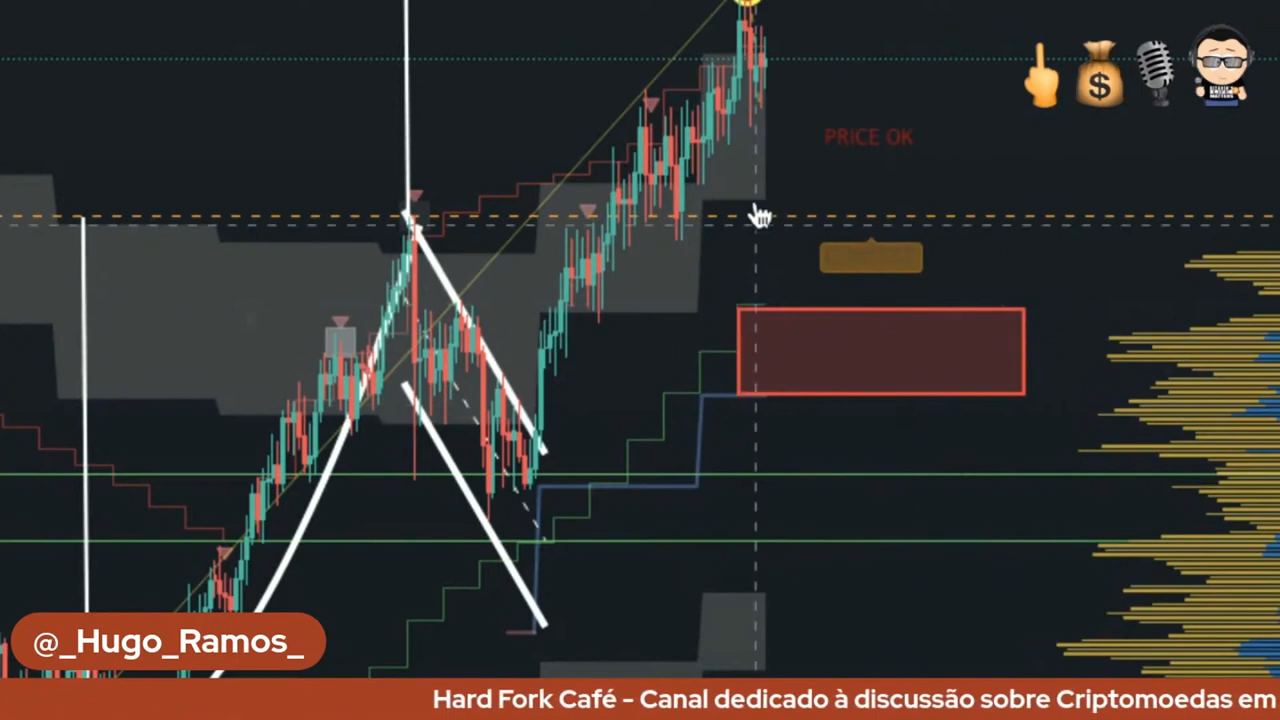 PRICE OK
@_Hugo_Ramos_
Hard Fork Café - Canal dedicado à discussão sobre Criptomoedas em